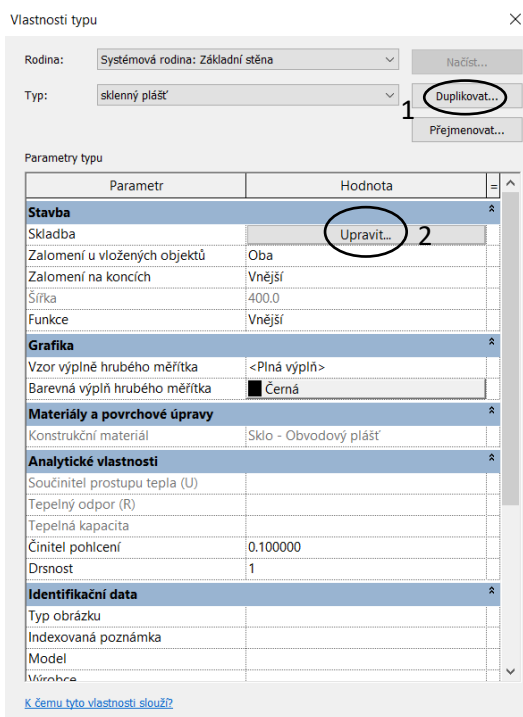 Vlastnosti typu
Rodina: Systémová rodina: Základní stěna Načíst...
Typ: sklenný plášť 1 Duplikovat...
Přejmenovat...
Parametry typu
Parametr Hodnota =
Stavba
Skladba Upravit... 2
Zalomení u vložených objektů Oba
Zalomení na koncích Vnější
Šířka 400.0
Funkce Vnější
Grafika
Vzor výplně hrubého měřítka <Plná výplň>
Barevná výplň hrubého měřítka Černá
Materiály a povrchové úpravy
Konstrukční materiál Sklo - Obvodový plášť
Analytické vlastnosti
Součinitel prostupu tepla (U)
Tepelný odpor (R)
Tepelná kapacita
Činitel pohlcení 0.100000
Drsnost 1
Identifikační data
Typ obrázku
Indexovaná poznámka
Model
Výrobce
K čemu tyto vlastnosti slouží?